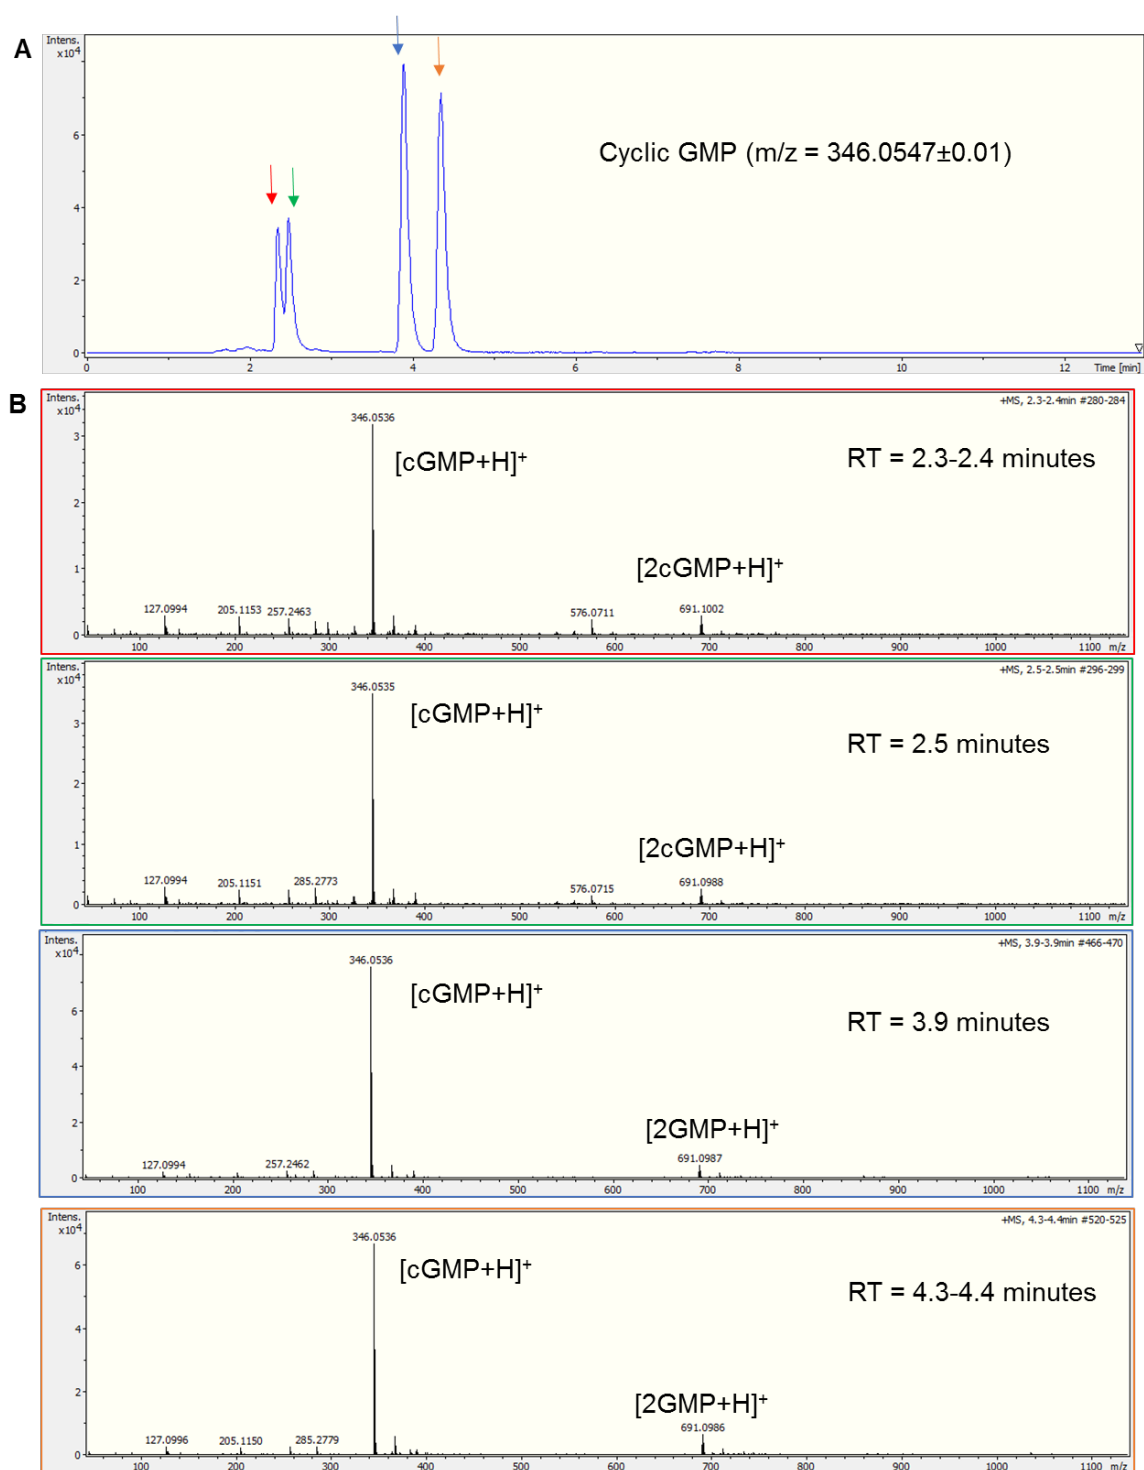 A
Intens.
x10⁴
Cyclic GMP (m/z = 346.0547±0.01)
6
4
2
0
0 2 4 6 8 10 12 Time [min]
B
Intens.
x10⁴
+MS, 2.3-2.4min #280-284
346.0536
[cGMP+H]⁺
RT = 2.3-2.4 minutes
3
2
[2cGMP+H]⁺
1
127.0994 205.1153 257.2463 576.0711 691.1002
0
100 200 300 400 500 600 700 800 900 1000 1100 m/z
Intens.
x10⁴
+MS, 2.5-2.5min #296-299
346.0535
[cGMP+H]⁺
RT = 2.5 minutes
3
2
[2cGMP+H]⁺
1
127.0994 205.1151 285.2773 576.0715 691.0988
0
100 200 300 400 500 600 700 800 900 1000 1100 m/z
Intens.
x10⁴
+MS, 3.9-3.9min #466-470
346.0536
[cGMP+H]⁺
RT = 3.9 minutes
6
4
[2GMP+H]⁺
2
127.0994 257.2462 691.0987
0
100 200 300 400 500 600 700 800 900 1000 1100 m/z
Intens.
x10⁴
+MS, 4.3-4.4min #520-525
346.0536
[cGMP+H]⁺
RT = 4.3-4.4 minutes
6
4
[2GMP+H]⁺
2
127.0996 205.1150 285.2779 691.0986
0
100 200 300 400 500 600 700 800 900 1000 1100 m/z